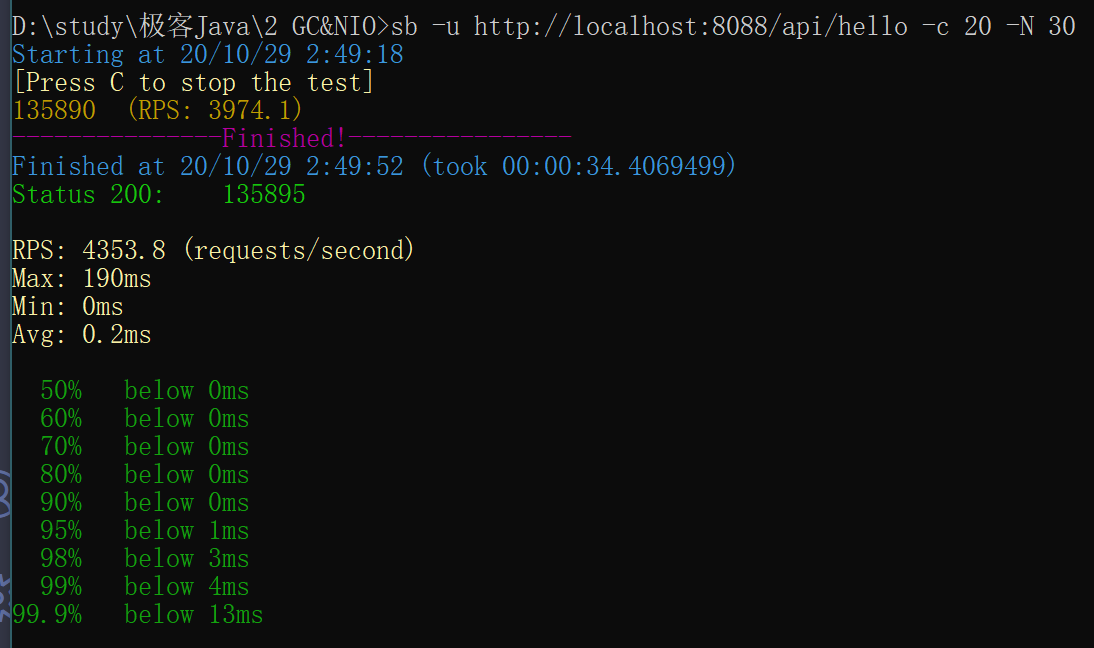 D:\study\极客Java\2 GC&NIO>sb -u http://localhost:8088/api/hello -c 20 -N 30
Starting at 20/10/29 2:49:18
[Press C to stop the test]
135890  (RPS: 3974.1)
---------------Finished!----------------
Finished at 20/10/29 2:49:52 (took 00:00:34.4069499)
Status 200:    135895
RPS: 4353.8 (requests/second)
Max: 190ms
Min: 0ms
Avg: 0.2ms
50%   below 0ms
60%   below 0ms
70%   below 0ms
80%   below 0ms
90%   below 0ms
95%   below 1ms
98%   below 3ms
99%   below 4ms
99.9%   below 13ms